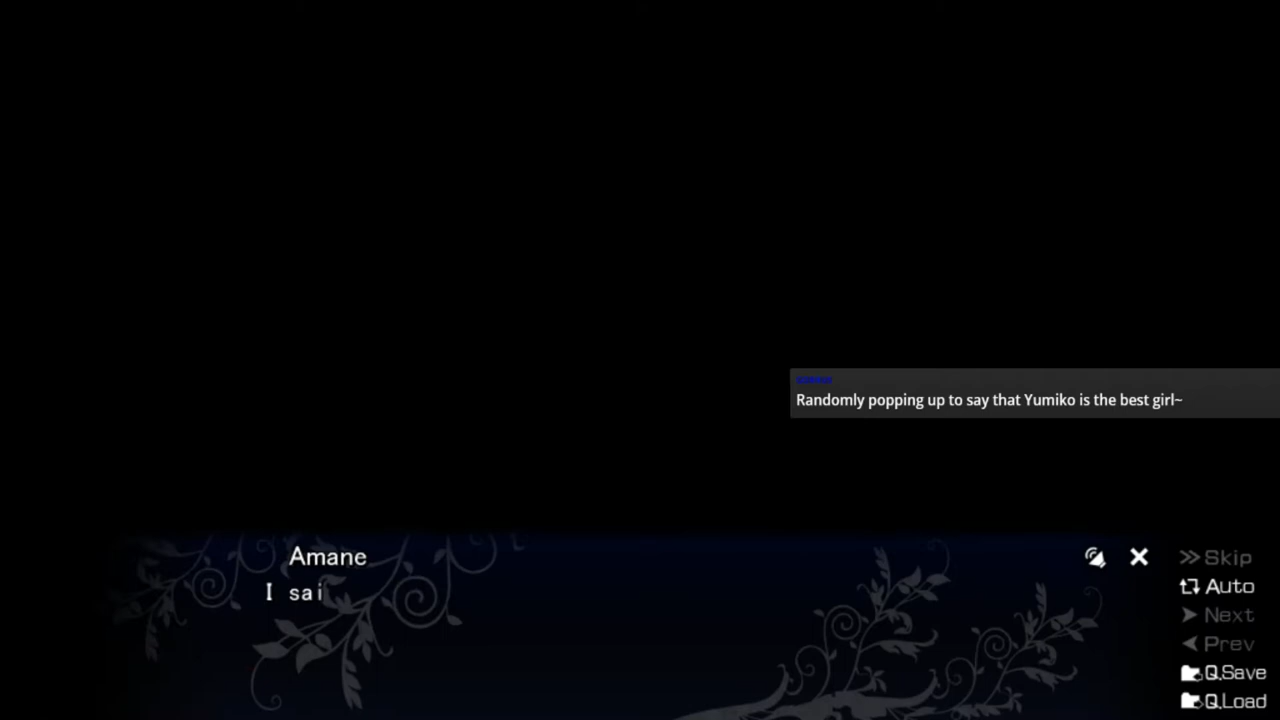 Randomly popping up to say that Yumiko is the best girl~
Amane
I sai
Skip
Auto
Next
Prev
Q.Save
Q.Load